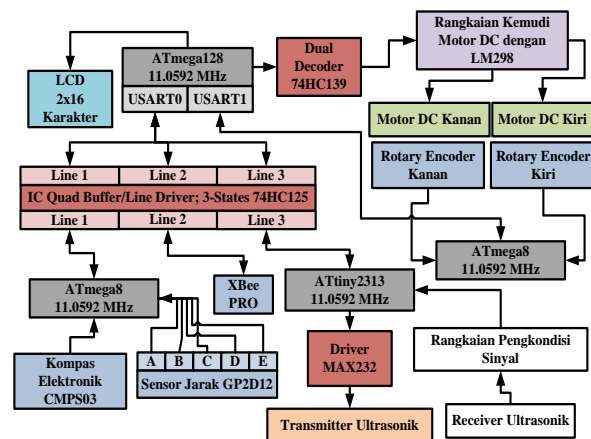 ATmega128
11.0592 MHz
USART0
USART1
Dual
Decoder
74HC139
Rangkaian Kemudi
Motor DC dengan
LM298
LCD
2x16
Karakter
Motor DC Kanan
Motor DC Kiri
Rotary Encoder
Kanan
Rotary Encoder
Kiri
Line 1
Line 2
Line 3
IC Quad Buffer/Line Driver; 3-States 74HC125
Line 1
Line 2
Line 3
ATmega8
11.0592 MHz
ATmega8
11.0592 MHz
XBee
PRO
ATtiny2313
11.0592 MHz
A
B
C
D
E
Sensor Jarak GP2D12
Kompas
Elektronik
CMPS03
Driver
MAX232
Rangkaian Pengkondisi
Sinyal
Transmitter Ultrasonik
Receiver Ultrasonik